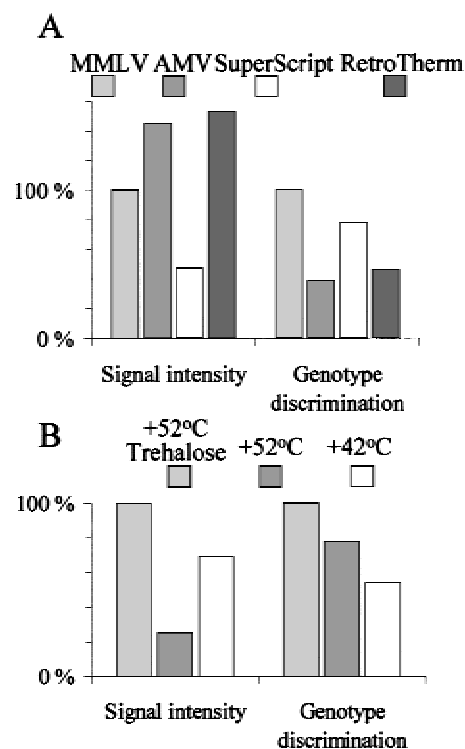 A
MMLV AMV SuperScript RetroTherm
100 %
0 %
Signal intensity
Genotype
discrimination
B
+52°C
Trehalose
+52°C
+42°C
100 %
0 %
Signal intensity
Genotype
discrimination